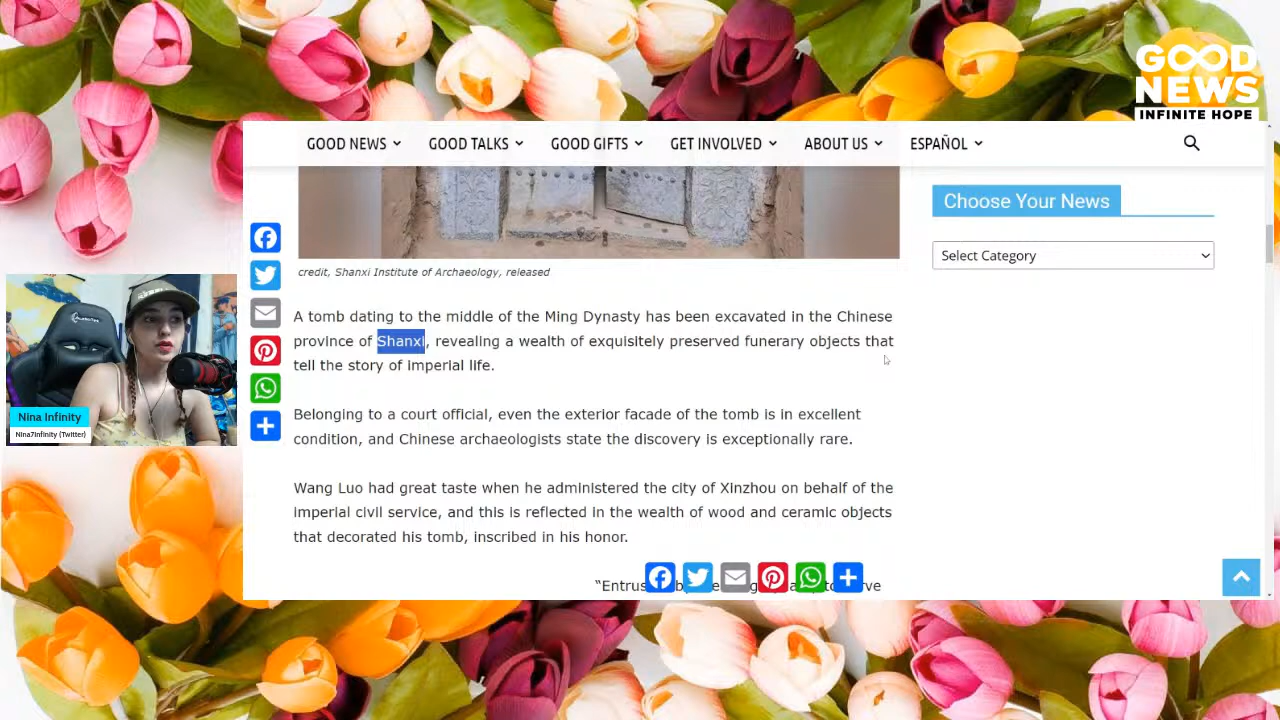 GOOD
NEWS
INFINITE HOPE
GOOD NEWS
GOOD TALKS
GOOD GIFTS
GET INVOLVED
ABOUT US
ESPAÑOL
Choose Your News
Select Category
credit, Shanxi Institute of Archaeology, released
A tomb dating to the middle of the Ming Dynasty has been excavated in the Chinese
province of Shanxi, revealing a wealth of exquisitely preserved funerary objects that
tell the story of imperial life.
Belonging to a court official, even the exterior facade of the tomb is in excellent
condition, and Chinese archaeologists state the discovery is exceptionally rare.
Wang Luo had great taste when he administered the city of Xinzhou on behalf of the
imperial civil service, and this is reflected in the wealth of wood and ceramic objects
that decorated his tomb, inscribed in his honor.
Nina Infinity
Nina7Infinity (Twitter)